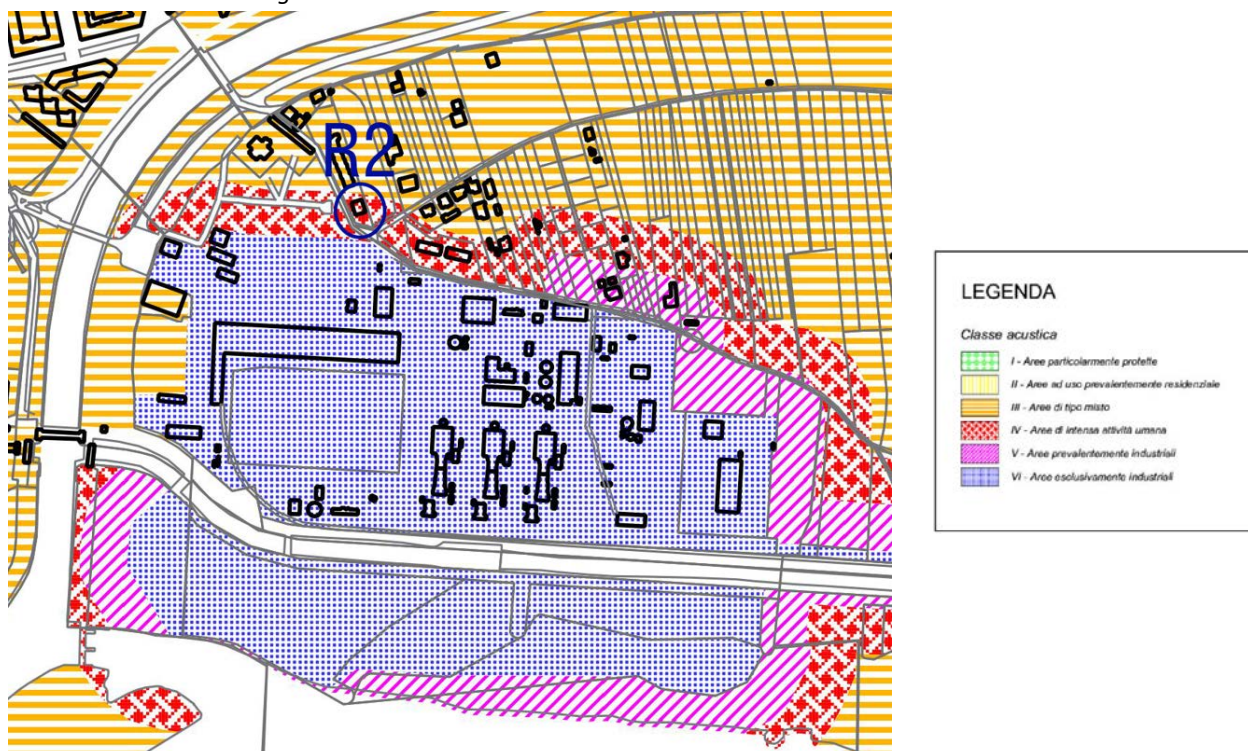 R2
LEGENDA
Classe acustica
I - Aree particolarmente protette
II - Aree ad uso prevalentemente residenziale
III - Aree di tipo misto
IV - Aree di intensa attività umana
V - Aree prevalentemente industriali
VI - Aree esclusivamente industriali